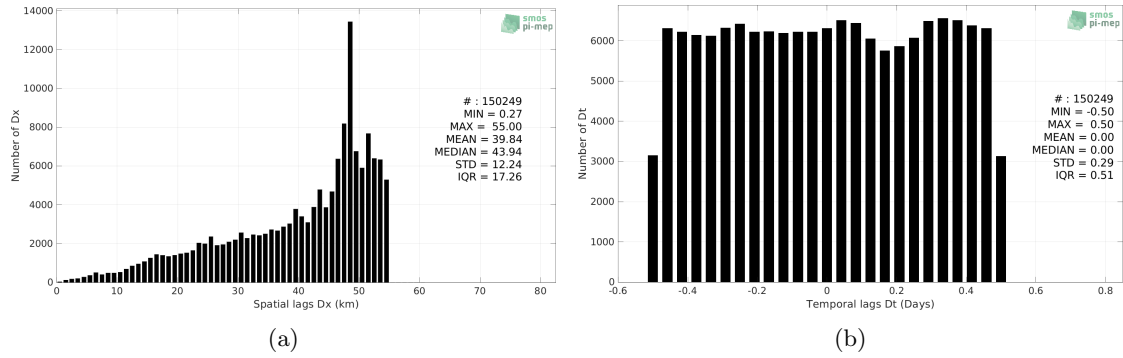 14000
12000
10000
8000
6000
4000
2000
0
Number of Dx
smos
pi-mep
# : 150249
MIN = 0.27
MAX = 55.00
MEAN = 39.84
MEDIAN = 43.94
STD = 12.24
IQR = 17.26
0 10 20 30 40 50 60 70 80
Spatial lags Dx (km)
(a)
6000
5000
4000
3000
2000
1000
0
Number of Dt
smos
pi-mep
# : 150249
MIN = -0.50
MAX = 0.50
MEAN = 0.00
MEDIAN = 0.00
STD = 0.29
IQR = 0.51
-0.6 -0.4 -0.2 0 0.2 0.4 0.6 0.8
Temporal lags Dt (Days)
(b)